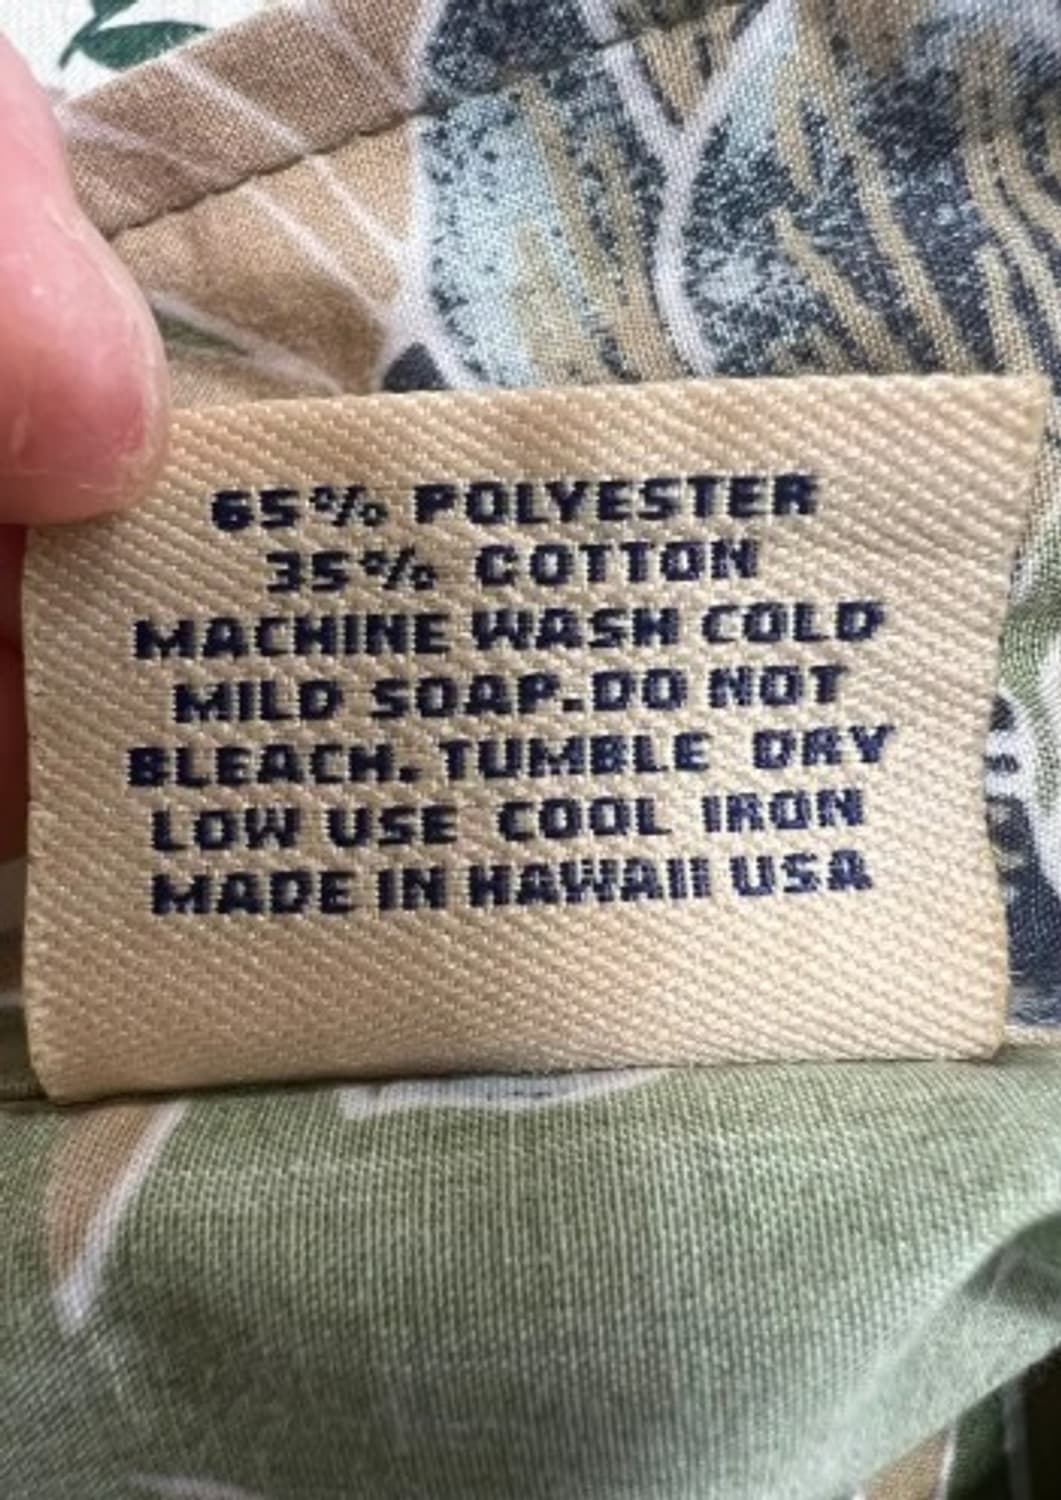 65% POLYESTER
35% COTTON
MACHINE WASH COLD
MILD SOAP.DO NOT
BLEACH. TUMBLE DRY
LOW USE COOL IRON
MADE IN HAWAII USA